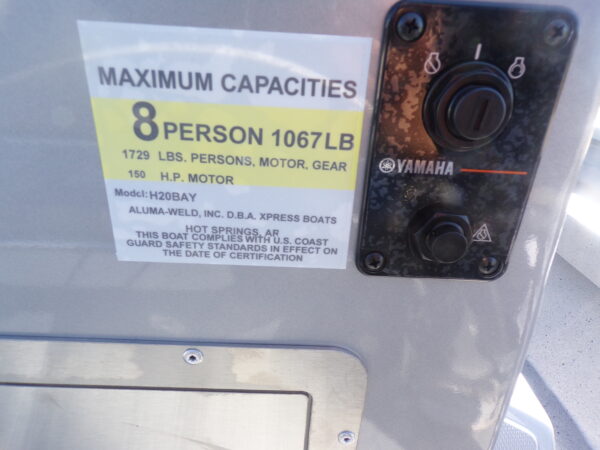 MAXIMUM CAPACITIES
8 PERSON 1067LB
1729 LBS. PERSONS, MOTOR, GEAR
150 H.P. MOTOR
Model: H20BAY
ALUMA-WELD, INC. D.B.A. XPRESS BOATS
HOT SPRINGS, AR
THIS BOAT COMPLIES WITH U.S. COAST
GUARD SAFETY STANDARDS IN EFFECT ON
THE DATE OF CERTIFICATION
YAMAHA